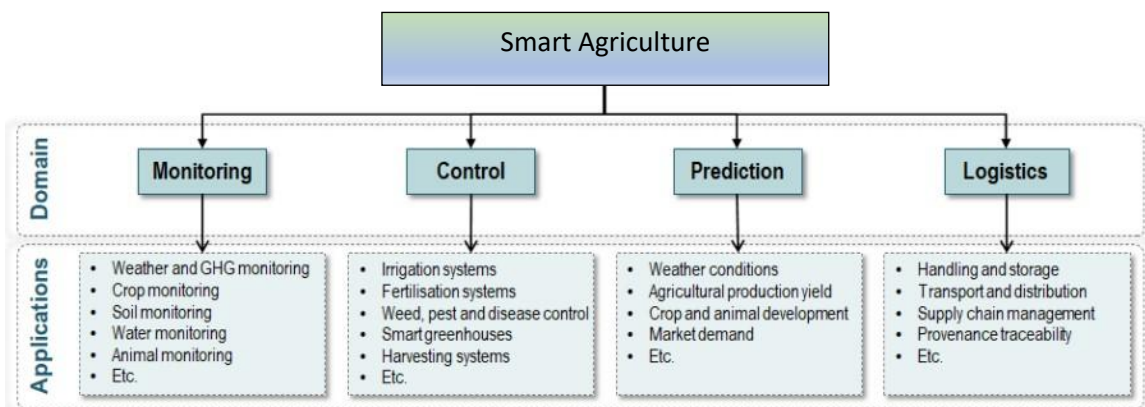 Smart Agriculture
Domain
Monitoring
Control
Prediction
Logistics
Applications
• Weather and GHG monitoring
• Crop monitoring
• Soil monitoring
• Water monitoring
• Animal monitoring
• Etc.
• Irrigation systems
• Fertilisation systems
• Weed, pest and disease control
• Smart greenhouses
• Harvesting systems
• Etc.
• Weather conditions
• Agricultural production yield
• Crop and animal development
• Market demand
• Etc.
• Handling and storage
• Transport and distribution
• Supply chain management
• Provenance traceability
• Etc.